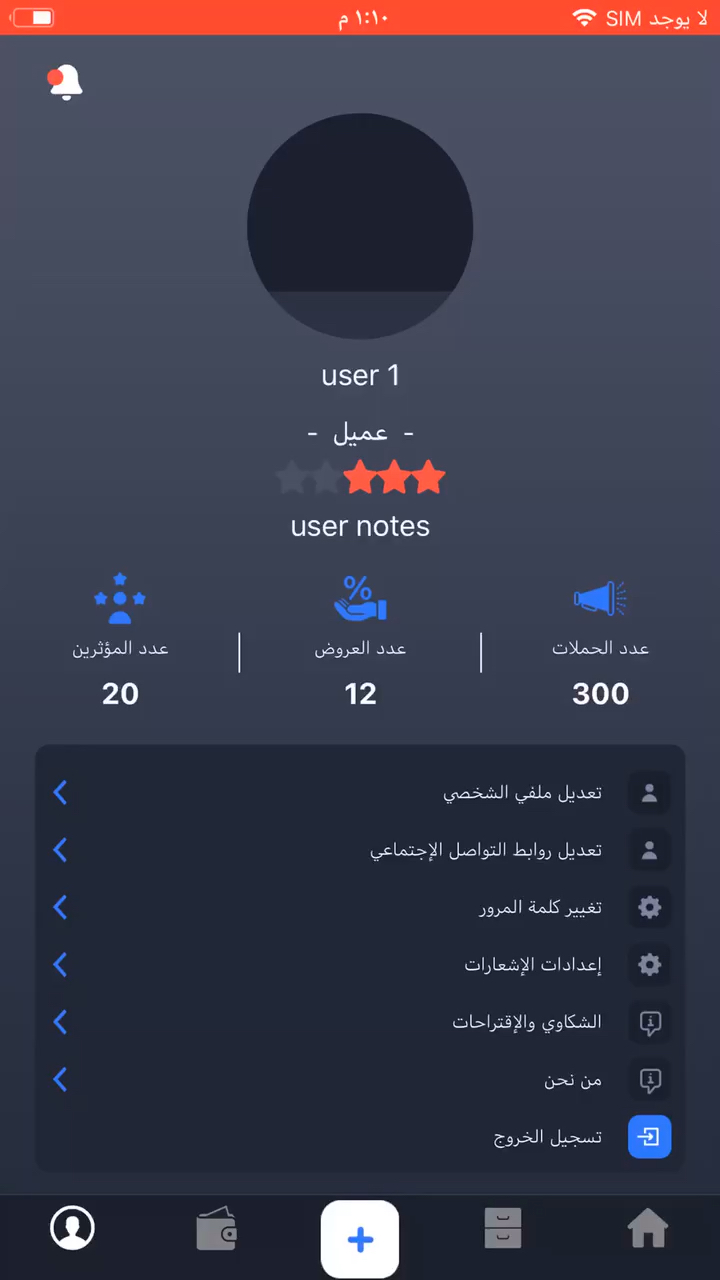 لا يوجد SIM ١:١٠ م
user 1
- عميل -
user notes
%
عدد الحملات عدد العروض عدد المؤثرين
300 12 20
تعديل ملفي الشخصي
تعديل روابط التواصل الإجتماعي
تغيير كلمة المرور
إعدادات الإشعارات
الشكاوي والإقتراحات
من نحن
تسجيل الخروج